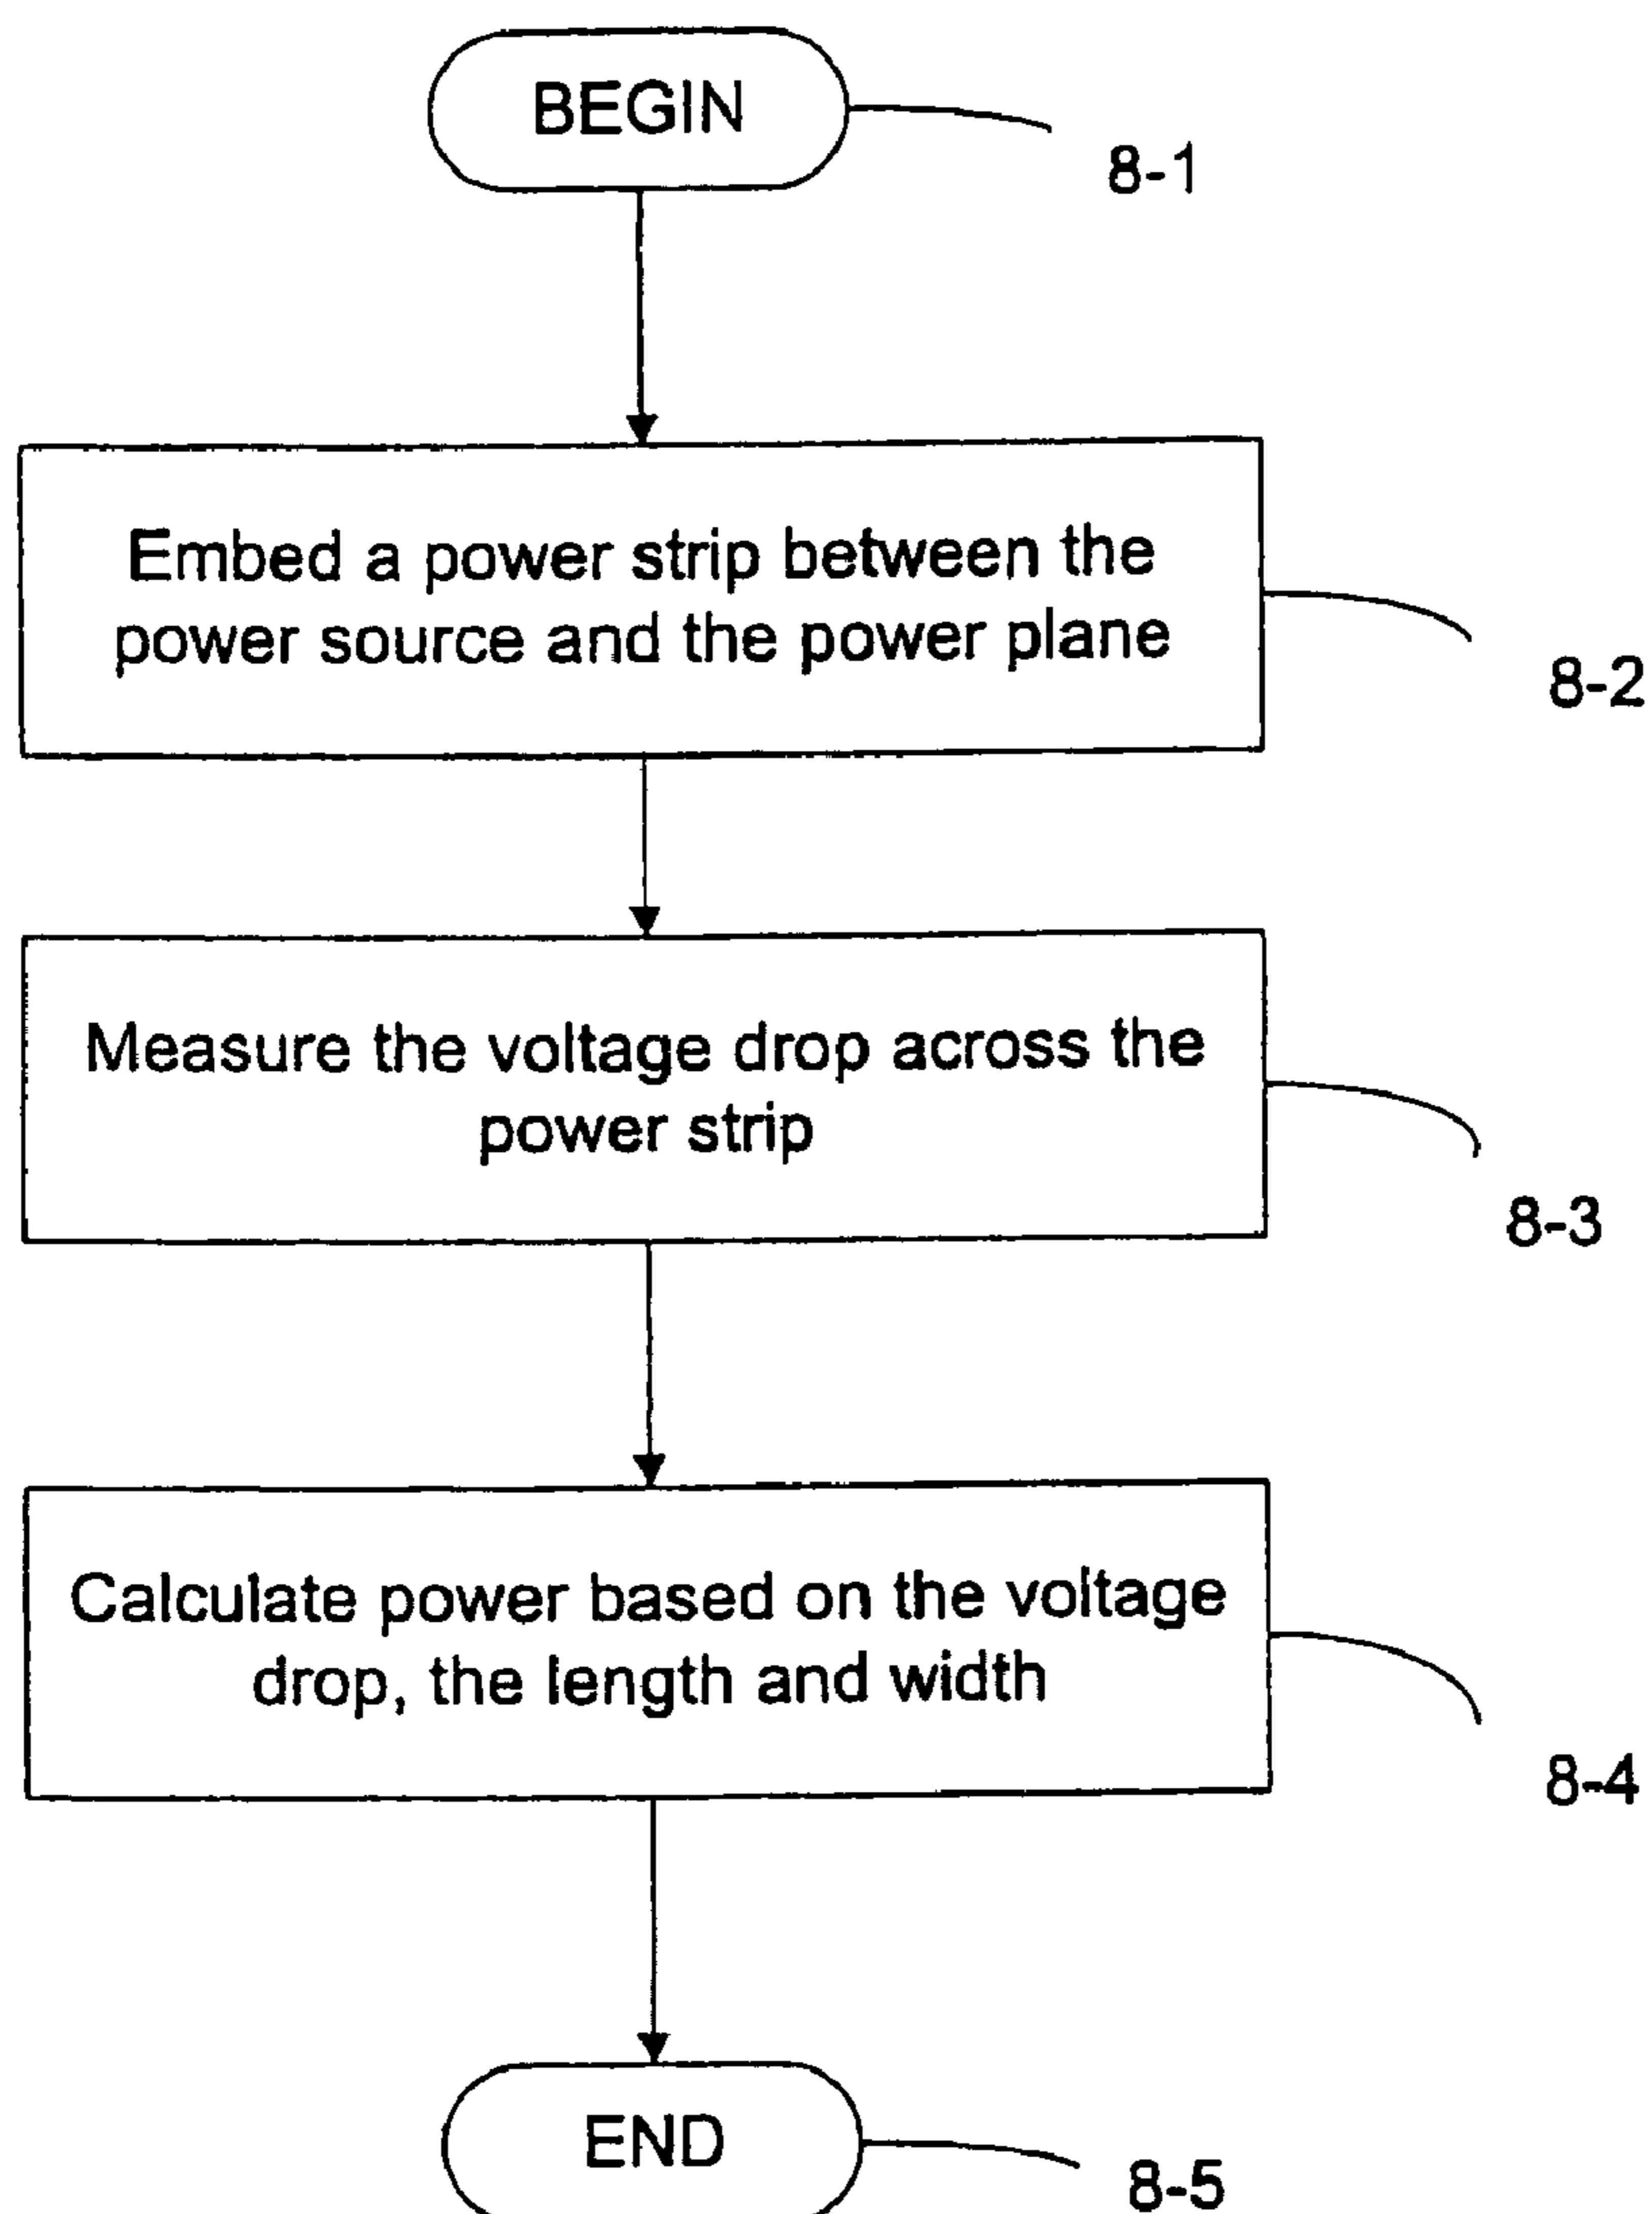 BEGIN
8-1
Embed a power strip between the
power source and the power plane
8-2
Measure the voltage drop across the
power strip
8-3
Calculate power based on the voltage
drop, the length and width
8-4
END
8-5